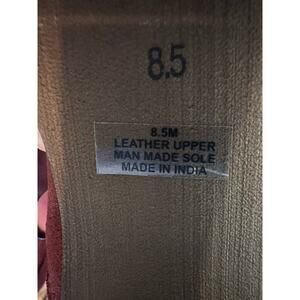 8.5
8.5M
LEATHER UPPER
MAN MADE SOLE
MADE IN INDIA